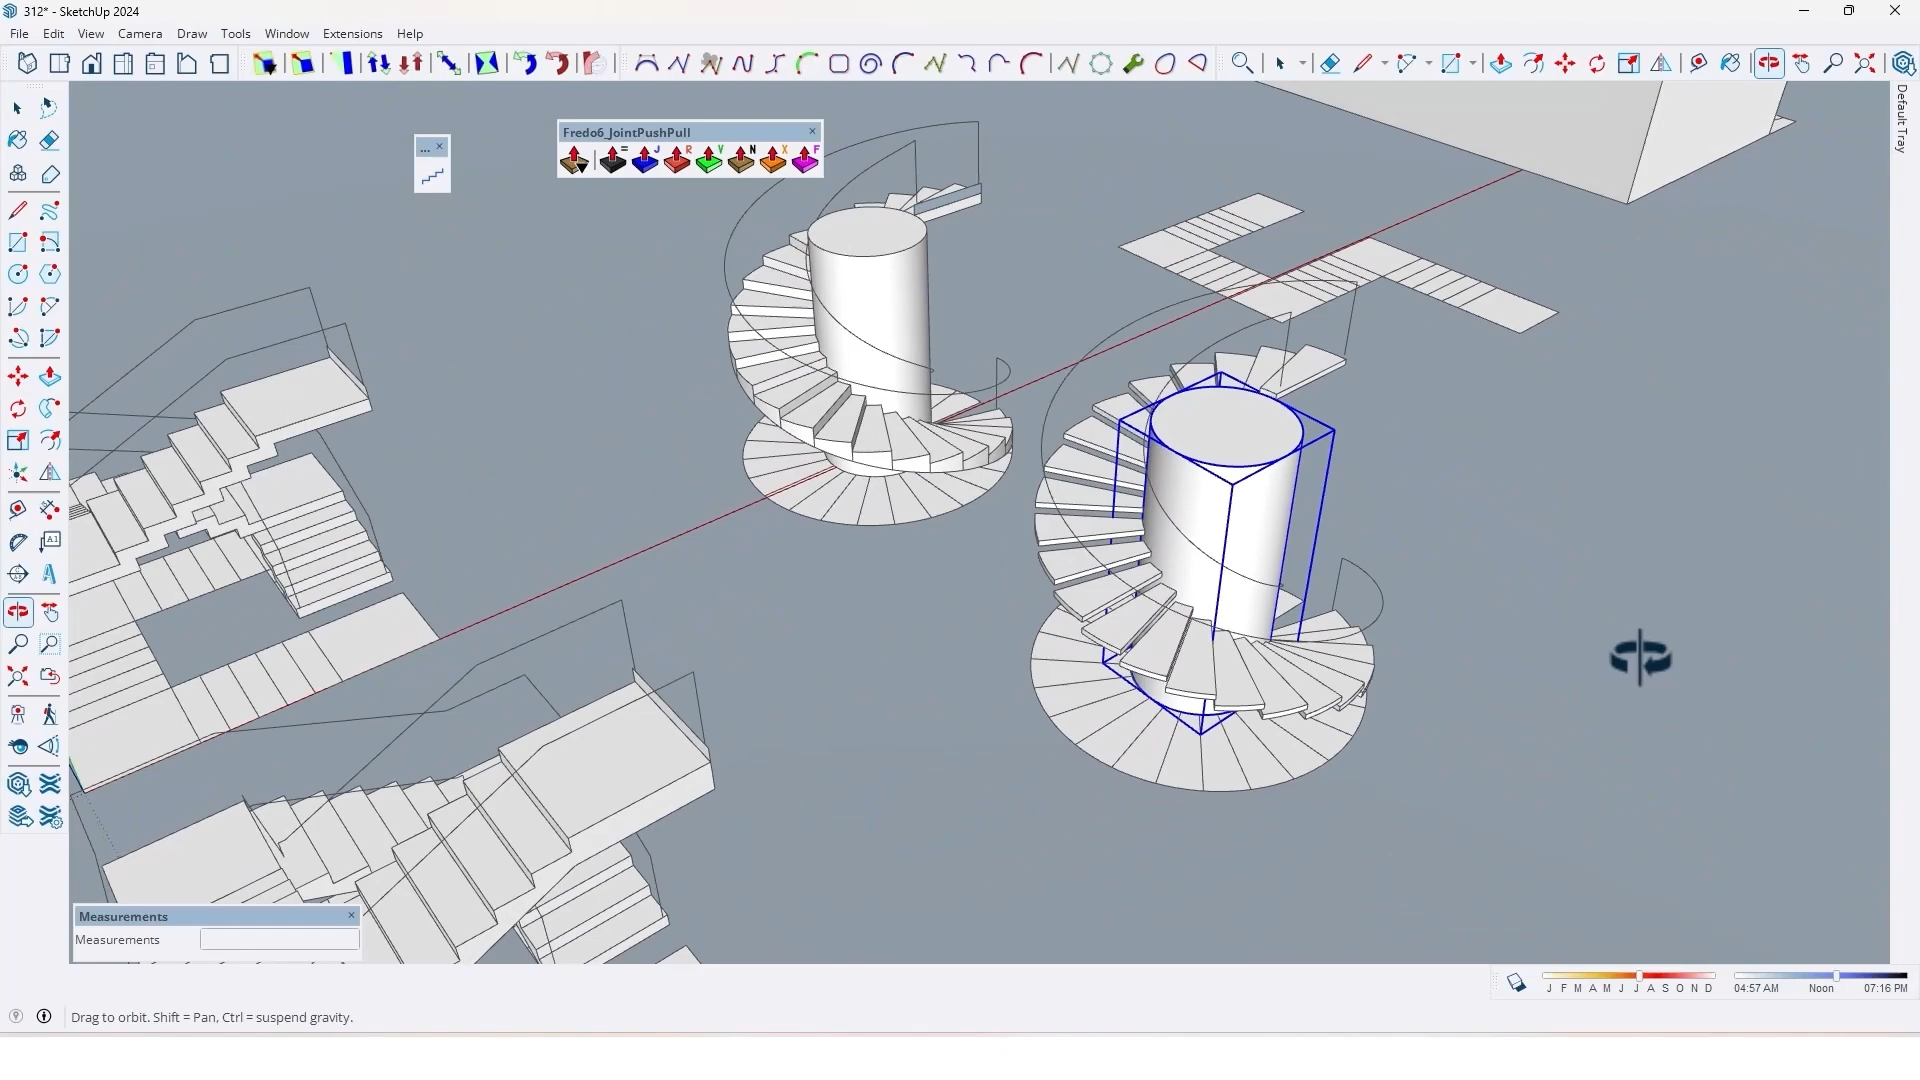 312* - SketchUp 2024
File Edit View Camera Draw Tools Window Extensions Help
Default Tray
Fredo6_JointPushPull
...
= J R V N X F
A1
A
Measurements
Measurements
J F M A M J J A S O N D
04:57 AM Noon 07:16 PM
Drag to orbit. Shift = Pan, Ctrl = suspend gravity.